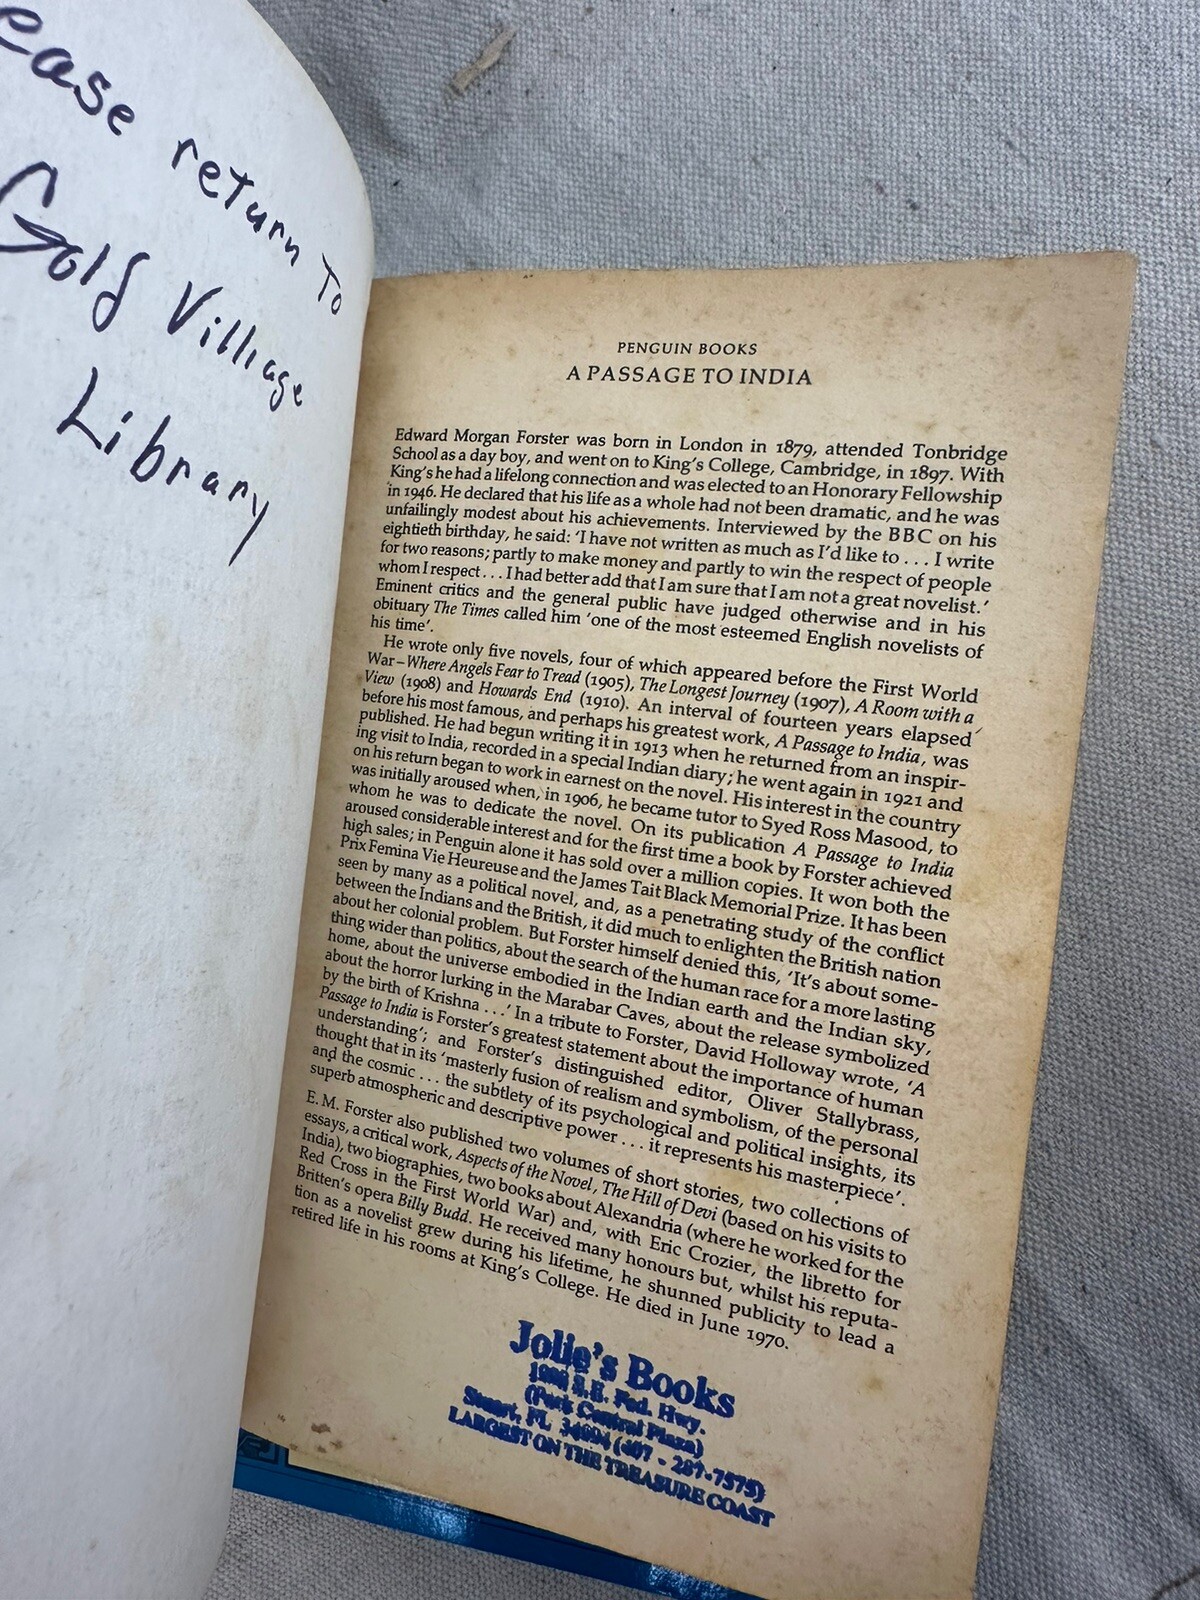 ease return To
Golf Villiage
Library
PENGUIN BOOKS
A PASSAGE TO INDIA
Edward Morgan Forster was born in London in 1879, attended Tonbridge
School as a day boy, and went on to King's College, Cambridge, in 1897. With
King's he had a lifelong connection and was elected to an Honorary Fellowship
in 1946. He declared that his life as a whole had not been dramatic, and he was
unfailingly modest about his achievements. Interviewed by the BBC on his
eightieth birthday, he said: 'I have not written as much as I'd like to . . . I write
for two reasons; partly to make money and partly to win the respect of people
whom I respect . . . I had better add that I am sure that I am not a great novelist.'
Eminent critics and the general public have judged otherwise and in his
obituary The Times called him 'one of the most esteemed English novelists of
his time'.
He wrote only five novels, four of which appeared before the First World
War – Where Angels Fear to Tread (1905), The Longest Journey (1907), A Room with a
View (1908) and Howards End (1910). An interval of fourteen years elapsed
before his most famous, and perhaps his greatest work, A Passage to India, was
published. He had begun writing it in 1913 when he returned from an inspir-
ing visit to India, recorded in a special Indian diary; he went again in 1921 and
on his return began to work in earnest on the novel. His interest in the country
was initially aroused when, in 1906, he became tutor to Syed Ross Masood, to
whom he was to dedicate the novel. On its publication A Passage to India
aroused considerable interest and for the first time a book by Forster achieved
high sales; in Penguin alone it has sold over a million copies. It won both the
Prix Femina Vie Heureuse and the James Tait Black Memorial Prize. It has been
seen by many as a political novel, and, as a penetrating study of the conflict
between the Indians and the British, it did much to enlighten the British nation
about her colonial problem. But Forster himself denied this, 'It's about some-
thing wider than politics, about the search of the human race for a more lasting
home, about the universe embodied in the Indian earth and the Indian sky,
about the horror lurking in the Marabar Caves, about the release symbolized
by the birth of Krishna . . .' In a tribute to Forster, David Holloway wrote, 'A
Passage to India is Forster's greatest statement about the importance of human
understanding'; and Forster's distinguished editor, Oliver Stallybrass,
thought that in its 'masterly fusion of realism and symbolism, of the personal
and the cosmic . . . the subtlety of its psychological and political insights, its
superb atmospheric and descriptive power . . . it represents his masterpiece'.
E. M. Forster also published two volumes of short stories, two collections of
essays, a critical work, Aspects of the Novel, The Hill of Devi (based on his visits to
India), two biographies, two books about Alexandria (where he worked for the
Red Cross in the First World War) and, with Eric Crozier, the libretto for
Britten's opera Billy Budd. He received many honours but, whilst his reputa-
tion as a novelist grew during his lifetime, he shunned publicity to lead a
retired life in his rooms at King's College. He died in June 1970.
Jolie's Books
S.E. Fed. Hwy.
(Park Central Plaza)
Stuart, FL 34994 (407 - 287-7575)
LARGEST ON THE TREASURE COAST